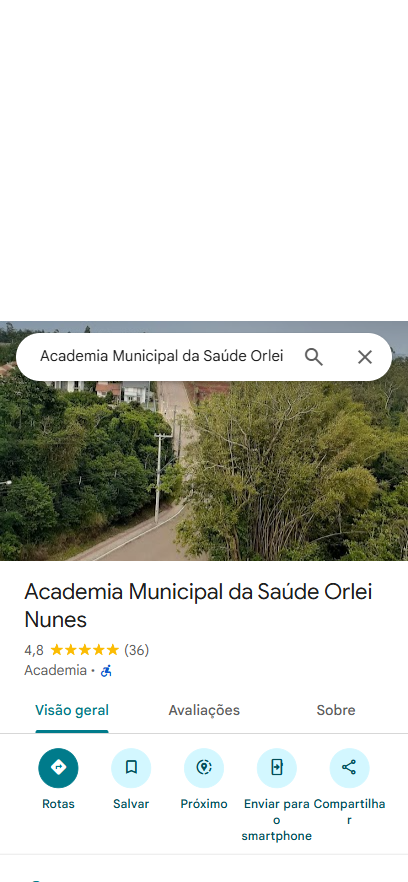 Academia Municipal da Saúde Orlei
Academia Municipal da Saúde Orlei
Nunes
4,8 ★★★★★ (36)
Academia ·
Visão geral Avaliações Sobre
Rotas Salvar Próximo Enviar para o smartphone Compartilhar